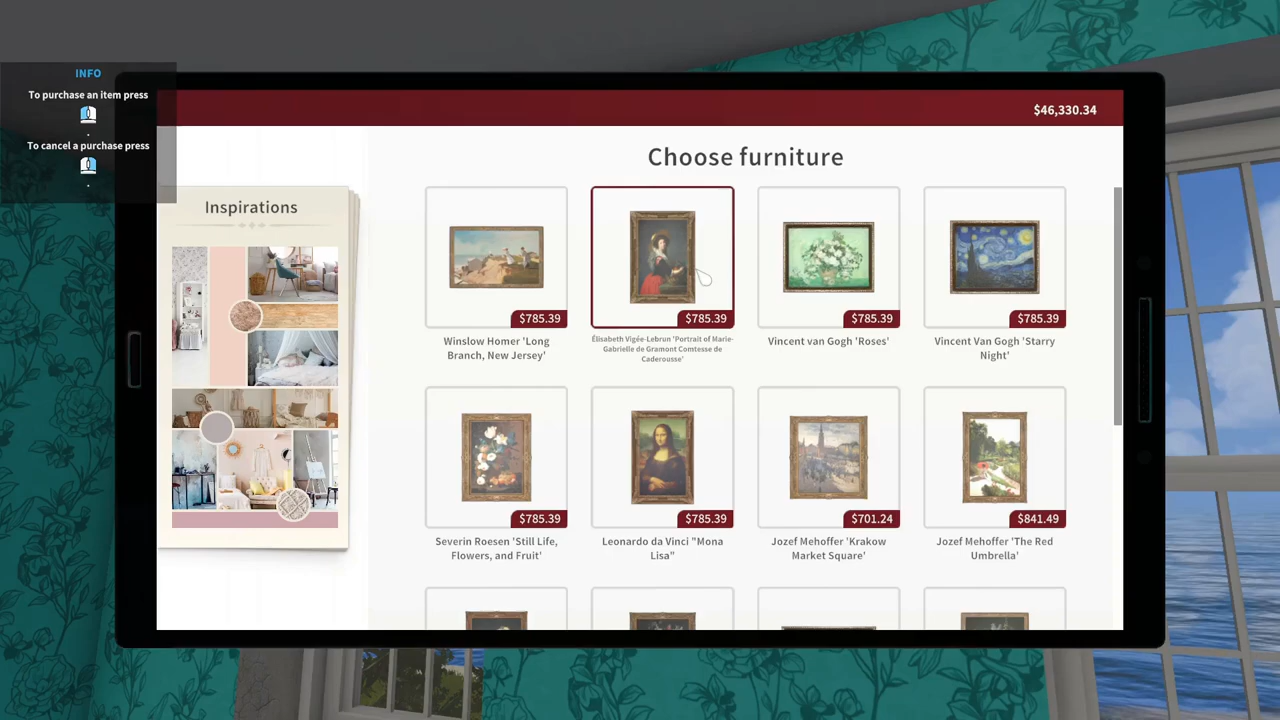 INFO
To purchase an item press
.
To cancel a purchase press
.
$46,330.34
Choose furniture
Inspirations
$785.39
$785.39
$785.39
$785.39
Winslow Homer 'Long
Branch, New Jersey'
Élisabeth Vigée-Lebrun 'Portrait of Marie-
Gabrielle de Gramont Comtesse de
Caderousse'
Vincent van Gogh 'Roses'
Vincent Van Gogh 'Starry
Night'
$785.39
$785.39
$701.24
$841.49
Severin Roesen 'Still Life,
Flowers, and Fruit'
Leonardo da Vinci "Mona
Lisa"
Jozef Mehoffer 'Krakow
Market Square'
Jozef Mehoffer 'The Red
Umbrella'